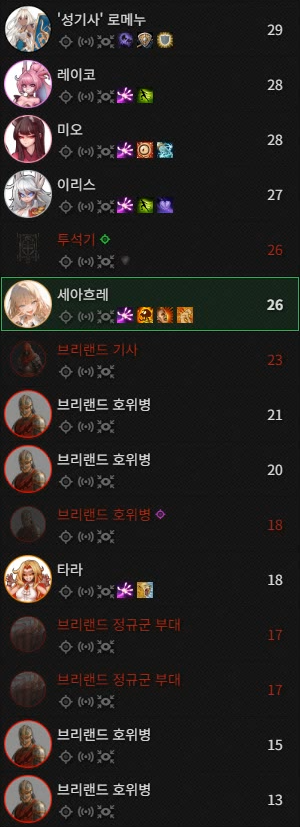 '성기사' 로메누
29
레이코
28
미오
28
이리스
27
투석기
26
세아흐레
26
브리랜드 기사
23
브리랜드 호위병
21
브리랜드 호위병
20
브리랜드 호위병
18
타라
18
브리랜드 정규군 부대
17
브리랜드 정규군 부대
17
브리랜드 호위병
15
브리랜드 호위병
13